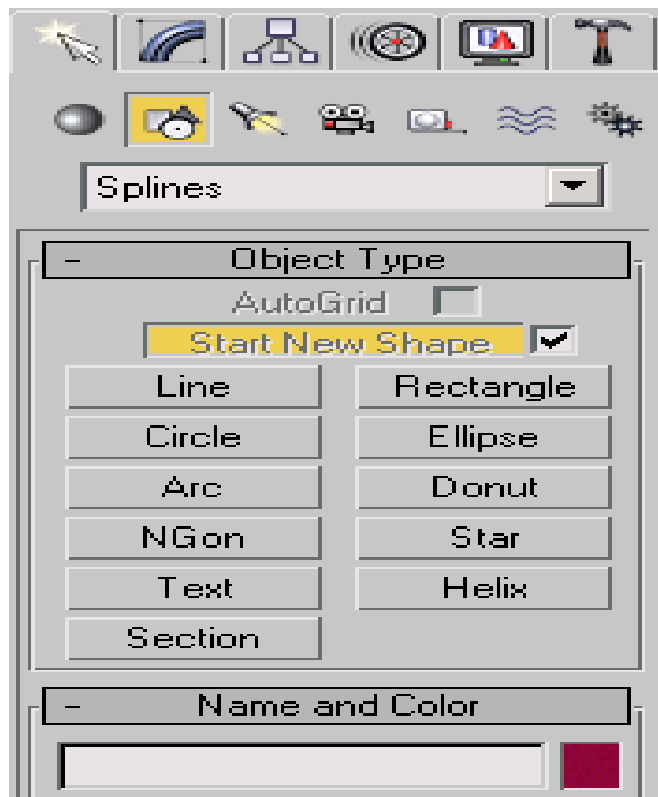 Splines
- Object Type
AutoGrid
Start New Shape
Line Rectangle
Circle Ellipse
Arc Donut
NGon Star
Text Helix
Section
- Name and Color